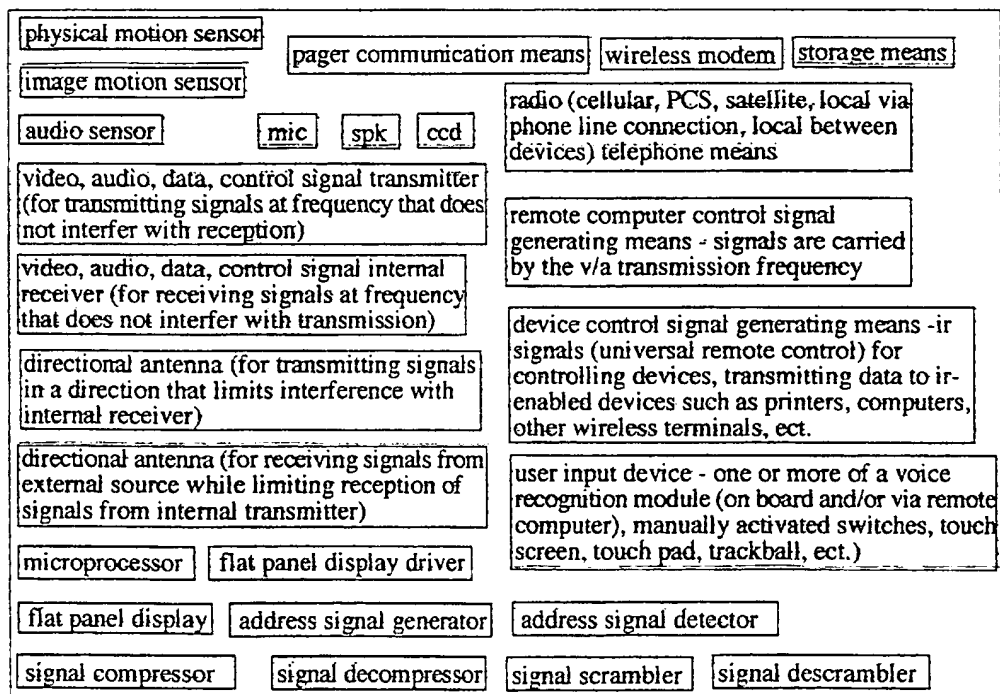 physical motion sensor
pager communication means
wireless modem
storage means
image motion sensor
audio sensor
mic
spk
ccd
radio (cellular, PCS, satellite, local via
phone line connection, local between
devices) telephone means
video, audio, data, control signal transmitter
(for transmitting signals at frequency that does
not interfer with reception)
remote computer control signal
generating means - signals are carried
by the v/a transmission frequency
video, audio, data, control signal internal
receiver (for receiving signals at frequency
that does not interfer with transmission)
device control signal generating means -ir
signals (universal remote control) for
controlling devices, transmitting data to ir-
enabled devices such as printers, computers,
other wireless terminals, ect.
directional antenna (for transmitting signals
in a direction that limits interference with
internal receiver)
directional antenna (for receiving signals from
external source while limiting reception of
signals from internal transmitter)
user input device - one or more of a voice
recognition module (on board and/or via remote
computer), manually activated switches, touch
screen, touch pad, trackball, ect.)
microprocessor
flat panel display driver
flat panel display
address signal generator
address signal detector
signal compressor
signal decompressor
signal scrambler
signal descrambler